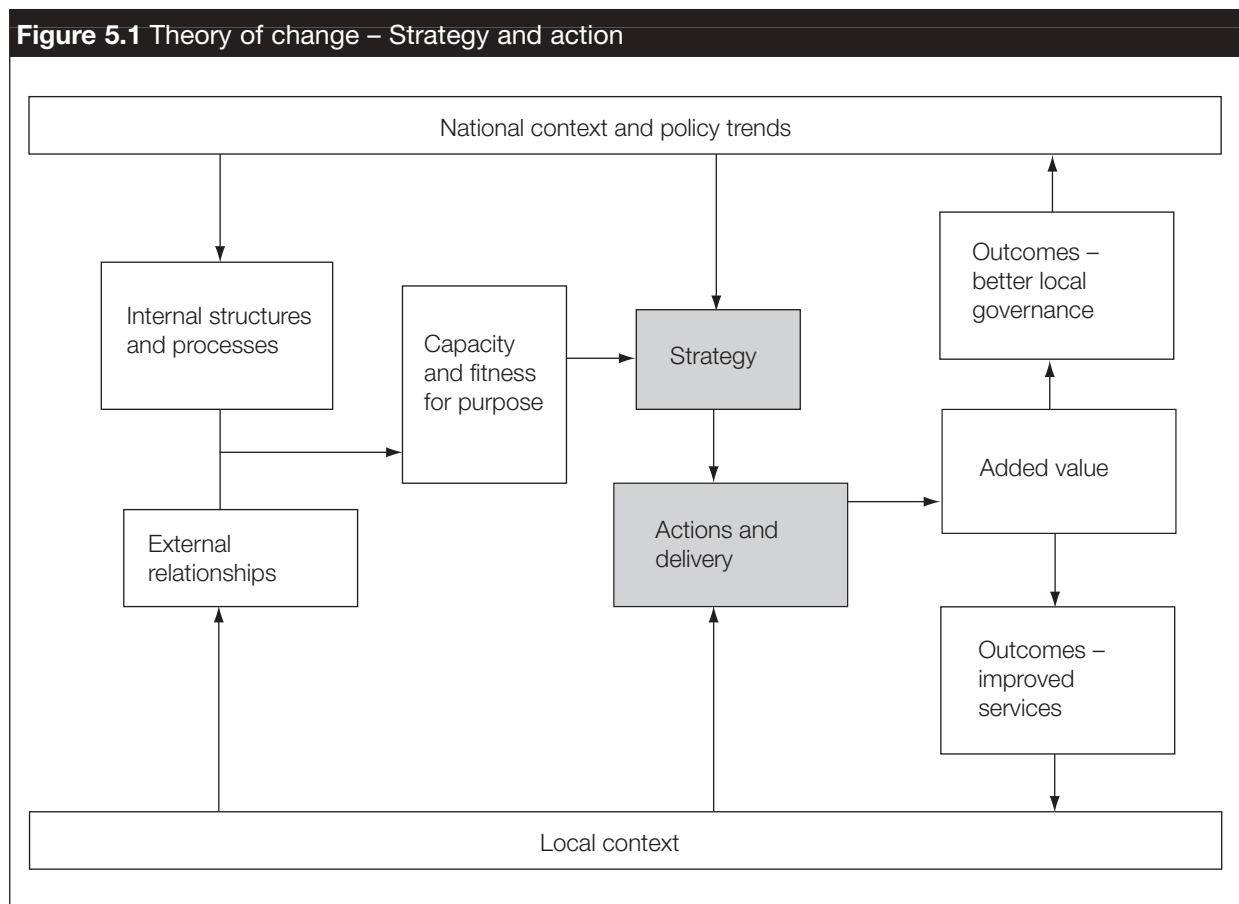 Figure 5.1 Theory of change – Strategy and action
National context and policy trends
Internal structures
and processes
External
relationships
Capacity
and fitness
for purpose
Strategy
Actions and
delivery
Outcomes –
better local
governance
Added value
Outcomes –
improved
services
Local context